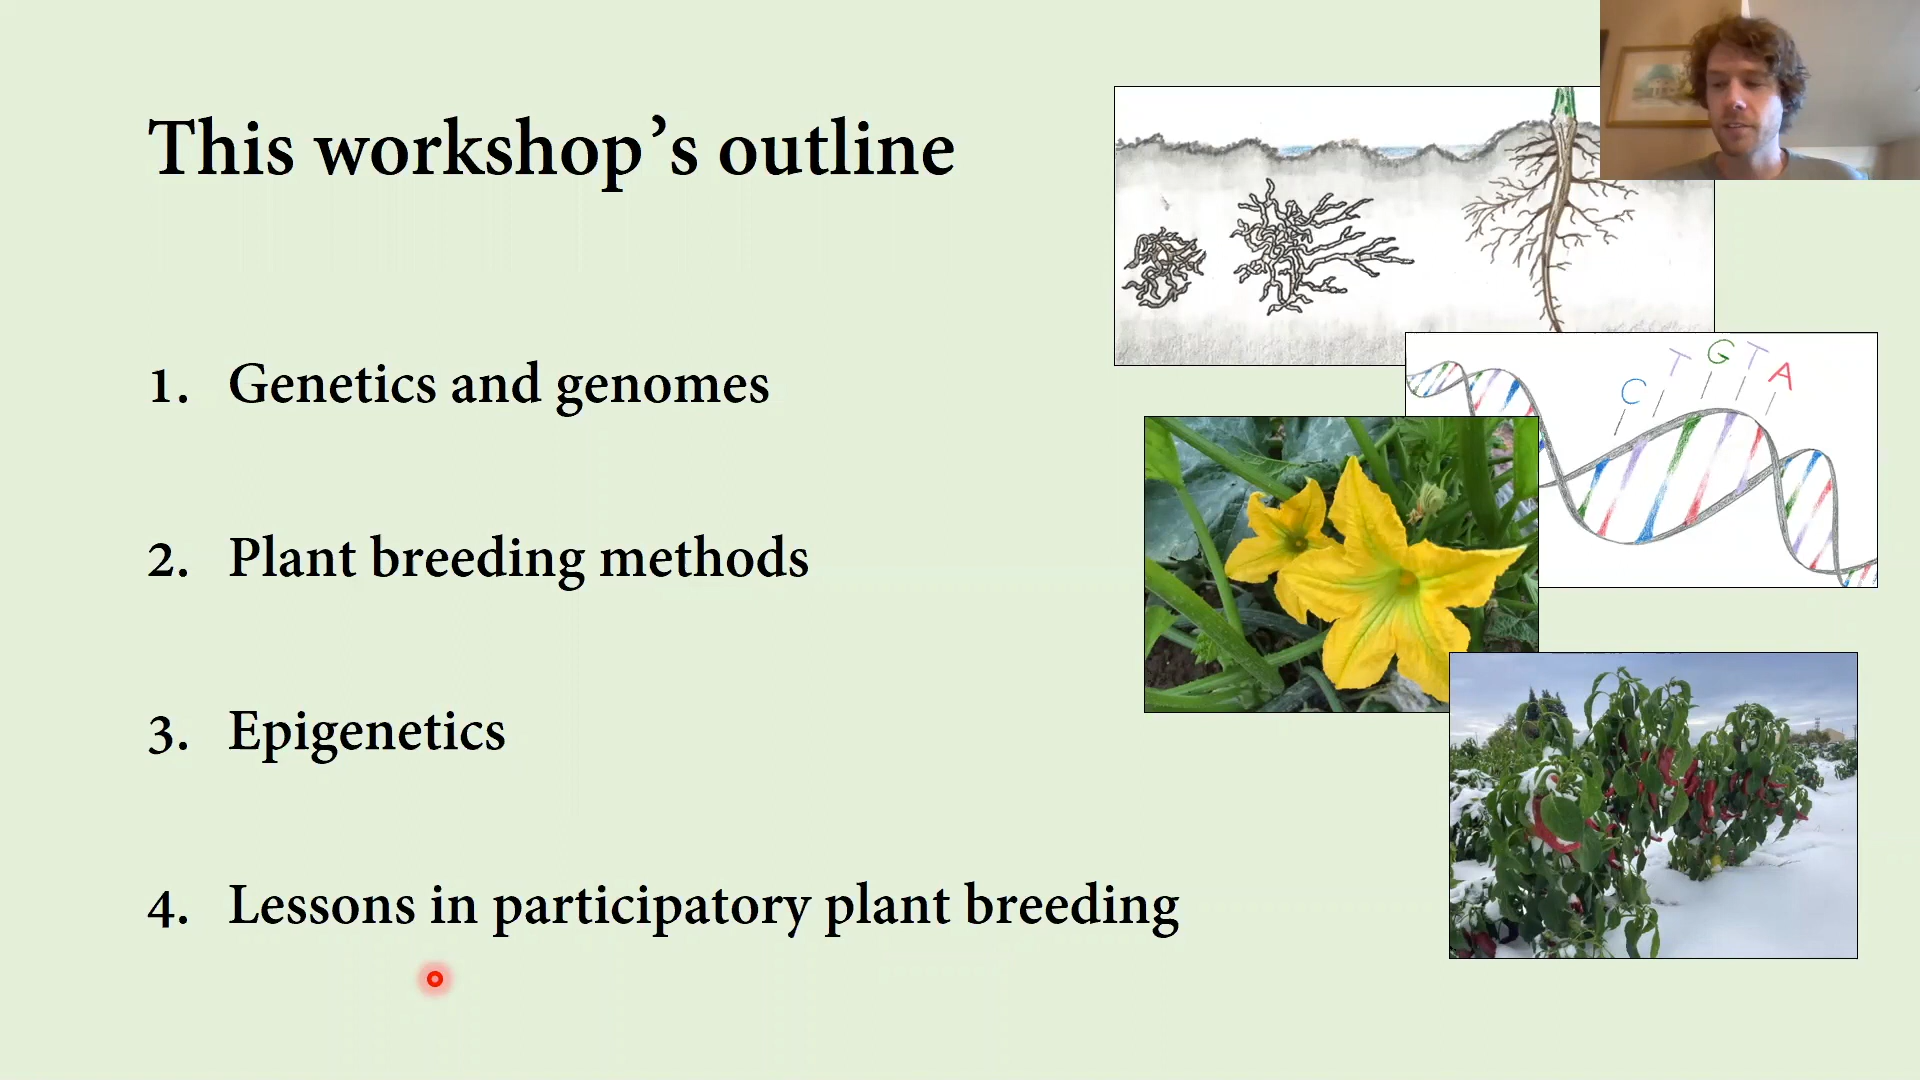 This workshop’s outline
1. Genetics and genomes
2. Plant breeding methods
3. Epigenetics
4. Lessons in participatory plant breeding
C T G T A